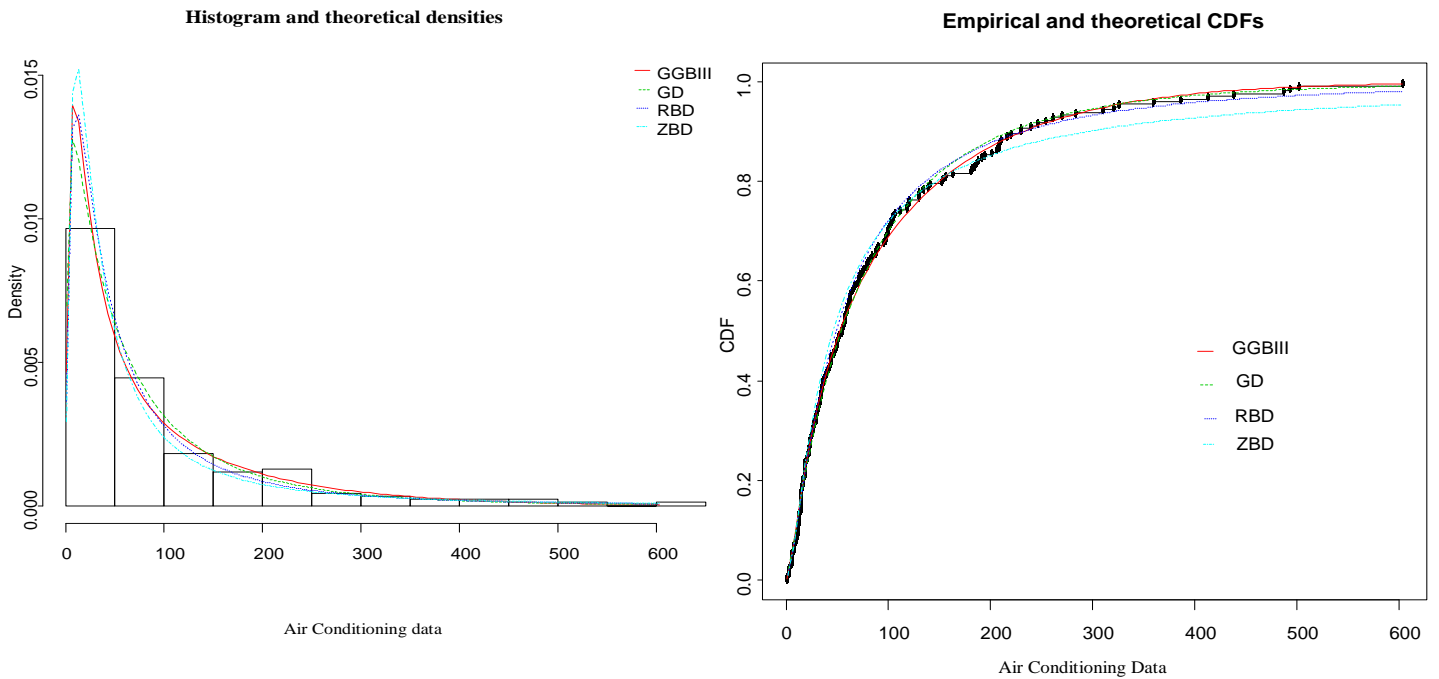 Histogram and theoretical densities
GGBIII
GD
RBD
ZBD
Density
0.000
0.005
0.010
0.015
0
100
200
300
400
500
600
Air Conditioning data
Empirical and theoretical CDFs
CDF
0.0
0.2
0.4
0.6
0.8
1.0
GGBIII
GD
RBD
ZBD
0
100
200
300
400
500
600
Air Conditioning Data